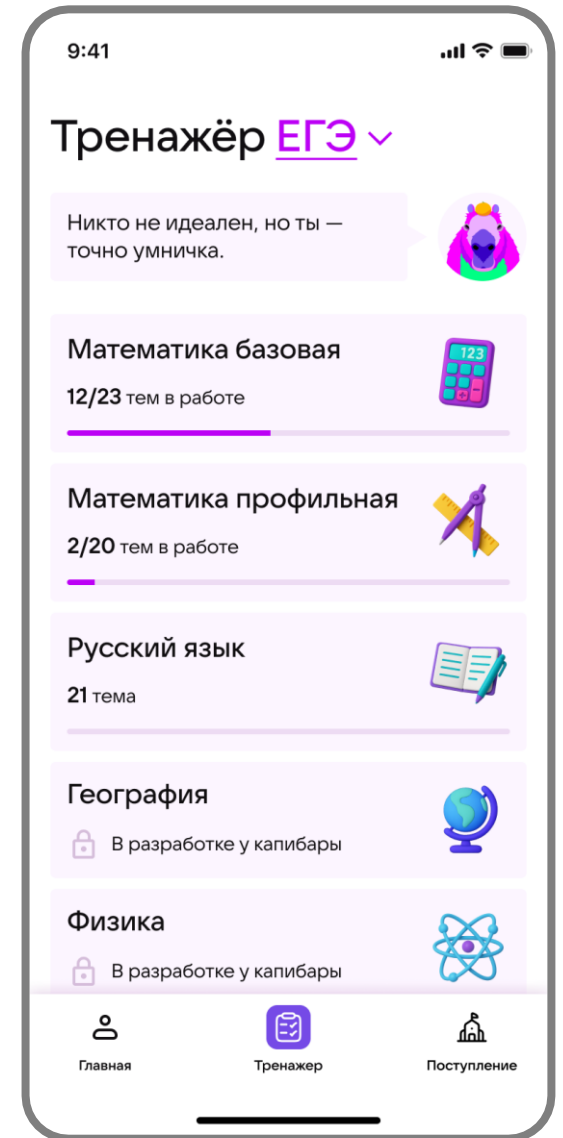 9:41
Тренажёр ЕГЭ
Никто не идеален, но ты —
точно умничка.
Математика базовая
123
12/23 тем в работе
Математика профильная
2/20 тем в работе
Русский язык
21 тема
География
В разработке у капибары
Физика
В разработке у капибары
Главная
Тренажер
Поступление